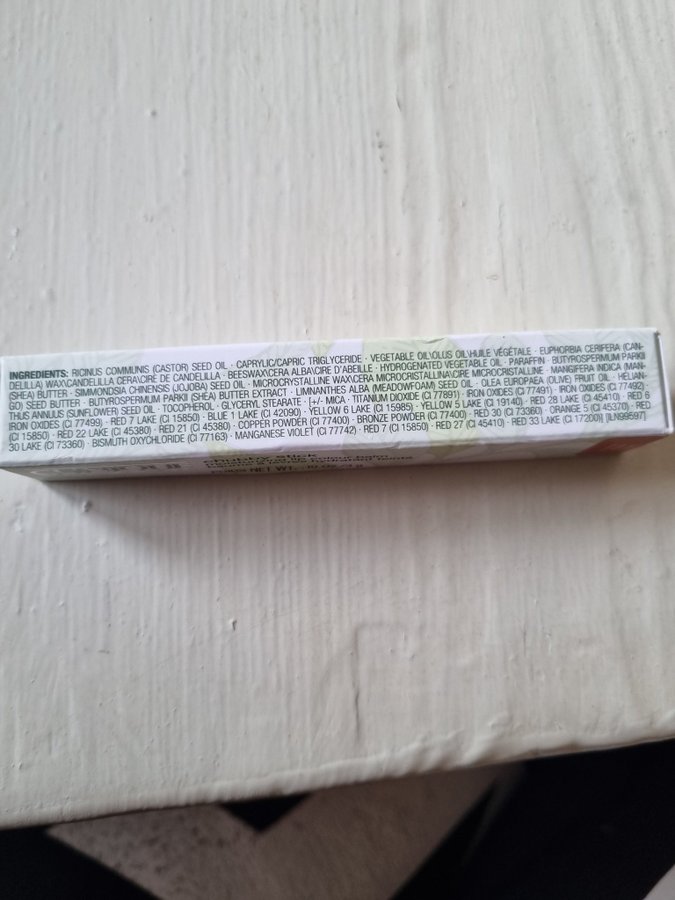 INGREDIENTS: RICINUS COMMUNIS (CASTOR) SEED OIL · CAPRYLIC/CAPRIC TRIGLYCERIDE · VEGETABLE OIL\OLUS OIL\HUILE VÉGÉTALE · EUPHORBIA CERIFERA (CAN-
DELILLA) WAX\CANDELILLA CERA\CIRE DE CANDELILLA · BEESWAX\CERA ALBA\CIRE D'ABEILLE · HYDROGENATED VEGETABLE OIL · PARAFFIN · BUTYROSPERMUM PARKII
(SHEA) BUTTER · SIMMONDSIA CHINENSIS (JOJOBA) SEED OIL · MICROCRYSTALLINE WAX\CERA MICROCRISTALLINA\CIRE MICROCRISTALLINE · MANGIFERA INDICA (MAN-
GO) SEED BUTTER · BUTYROSPERMUM PARKII (SHEA) BUTTER EXTRACT · LIMNANTHES ALBA (MEADOWFOAM) SEED OIL · OLEA EUROPAEA (OLIVE) FRUIT OIL · HELIAN-
THUS ANNUUS (SUNFLOWER) SEED OIL · TOCOPHEROL · GLYCERYL STEARATE · [+/- MICA · TITANIUM DIOXIDE (CI 77891) · IRON OXIDES (CI 77491) · IRON OXIDES (CI 77492) ·
IRON OXIDES (CI 77499) · RED 7 LAKE (CI 15850) · BLUE 1 LAKE (CI 42090) · YELLOW 6 LAKE (CI 15985) · YELLOW 5 LAKE (CI 19140) · RED 28 LAKE (CI 45410) · RED 6
(CI 15850) · RED 22 LAKE (CI 45380) · RED 21 (CI 45380) · COPPER POWDER (CI 77400) · BRONZE POWDER (CI 77400) · RED 30 (CI 73360) · ORANGE 5 (CI 45370) · RED
30 LAKE (CI 73360) · BISMUTH OXYCHLORIDE (CI 77163) · MANGANESE VIOLET (CI 77742) · RED 7 (CI 15850) · RED 27 (CI 45410) · RED 33 LAKE (CI 17200)] [ILN99597]
chubby stick
NET WT.